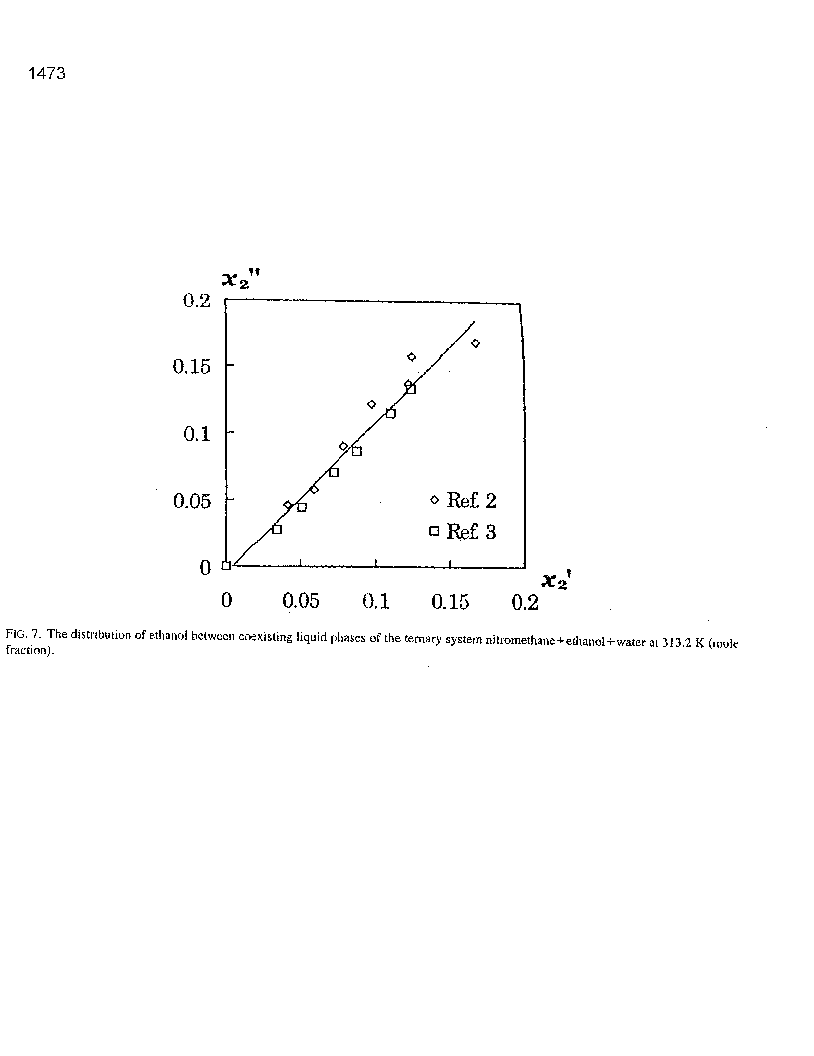 1473
x₂"
0.2
0.15
0.1
0.05
0
◇ Ref. 2
□ Ref. 3
x₂'
0 0.05 0.1 0.15 0.2
FIG. 7. The distribution of ethanol between coexisting liquid phases of the ternary system nitromethane+ethanol+water at 313.2 K (mole
fraction).